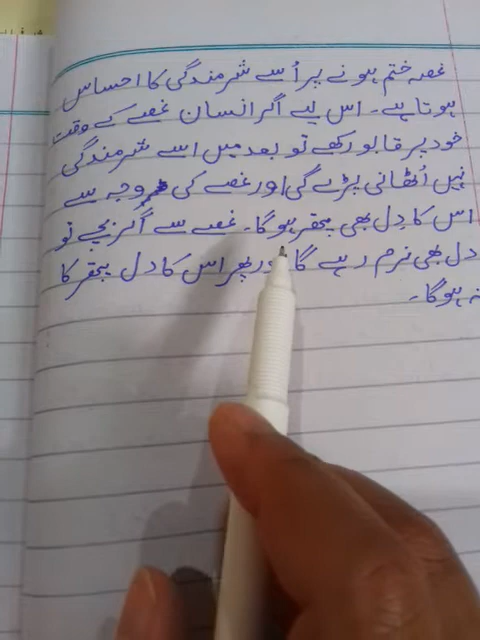 غصہ ختم ہونے پر اُسے شرمندگی کا احساس
ہوتا ہے۔ اس لیے اگر انسان غصے کے وقت
خود پر قابو رکھے تو بعد میں اسے شرمندگی
نہیں اُٹھانی پڑے گی اور غصے کی وجہ سے
اس کا دِل بھی پتھر ہوگا۔ غصے سے اگر بچے تو
دل بھی نرم رہے گا اور پھر اس کا دل پتھر کا
نہ ہوگا۔